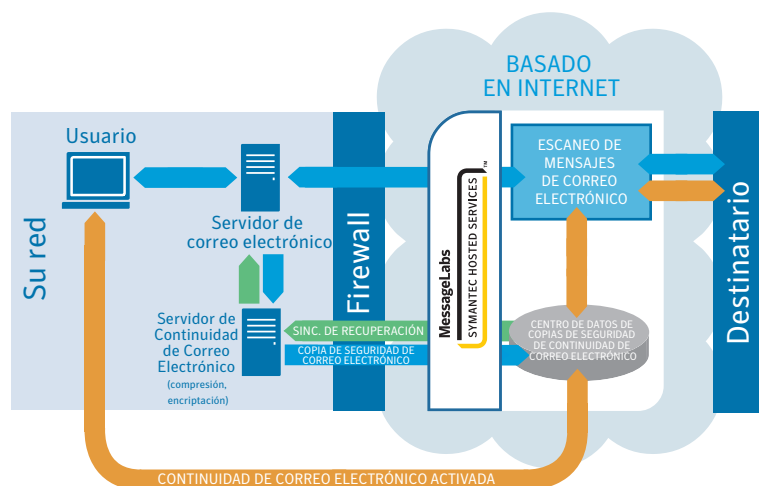 BASADO
EN INTERNET
Su red
Usuario
Servidor de
correo electrónico
Servidor de
Continuidad
de Correo
Electrónico
(compresión,
encriptación)
Firewall
SINC. DE RECUPERACIÓN
COPIA DE SEGURIDAD DE
CORREO ELECTRÓNICO
MessageLabs
SYMANTEC HOSTED SERVICES ™
ESCANEO DE
MENSAJES
DE CORREO
ELECTRÓNICO
CENTRO DE DATOS DE
COPIAS DE SEGURIDAD
DE CONTINUIDAD DE
CORREO ELECTRÓNICO
Destinatario
CONTINUIDAD DE CORREO ELECTRÓNICO ACTIVADA